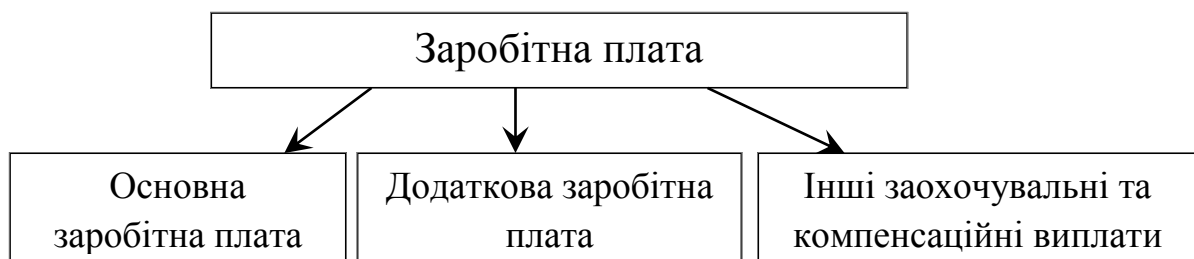 Заробітна плата
Основна
заробітна плата
Додаткова заробітна
плата
Інші заохочувальні та
компенсаційні виплати